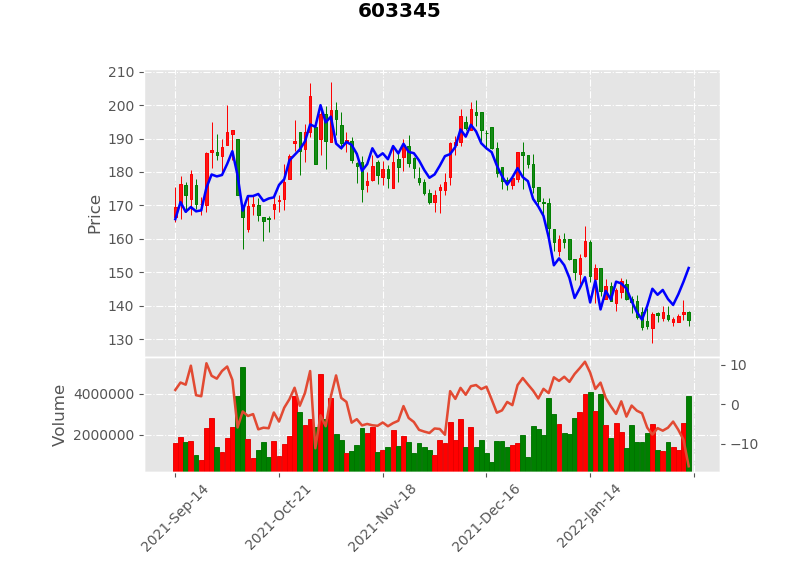 603345
210
200
190
180
170
160
150
140
130
Price
4000000
2000000
Volume
10
0
−10
2021-Sep-14
2021-Oct-21
2021-Nov-18
2021-Dec-16
2022-Jan-14